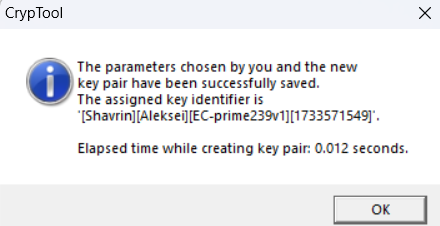 CrypTool
The parameters chosen by you and the new
key pair have been successfully saved.
The assigned key identifier is
'[Shavrin][Aleksei][EC-prime239v1][1733571549]'.
Elapsed time while creating key pair: 0.012 seconds.
OK